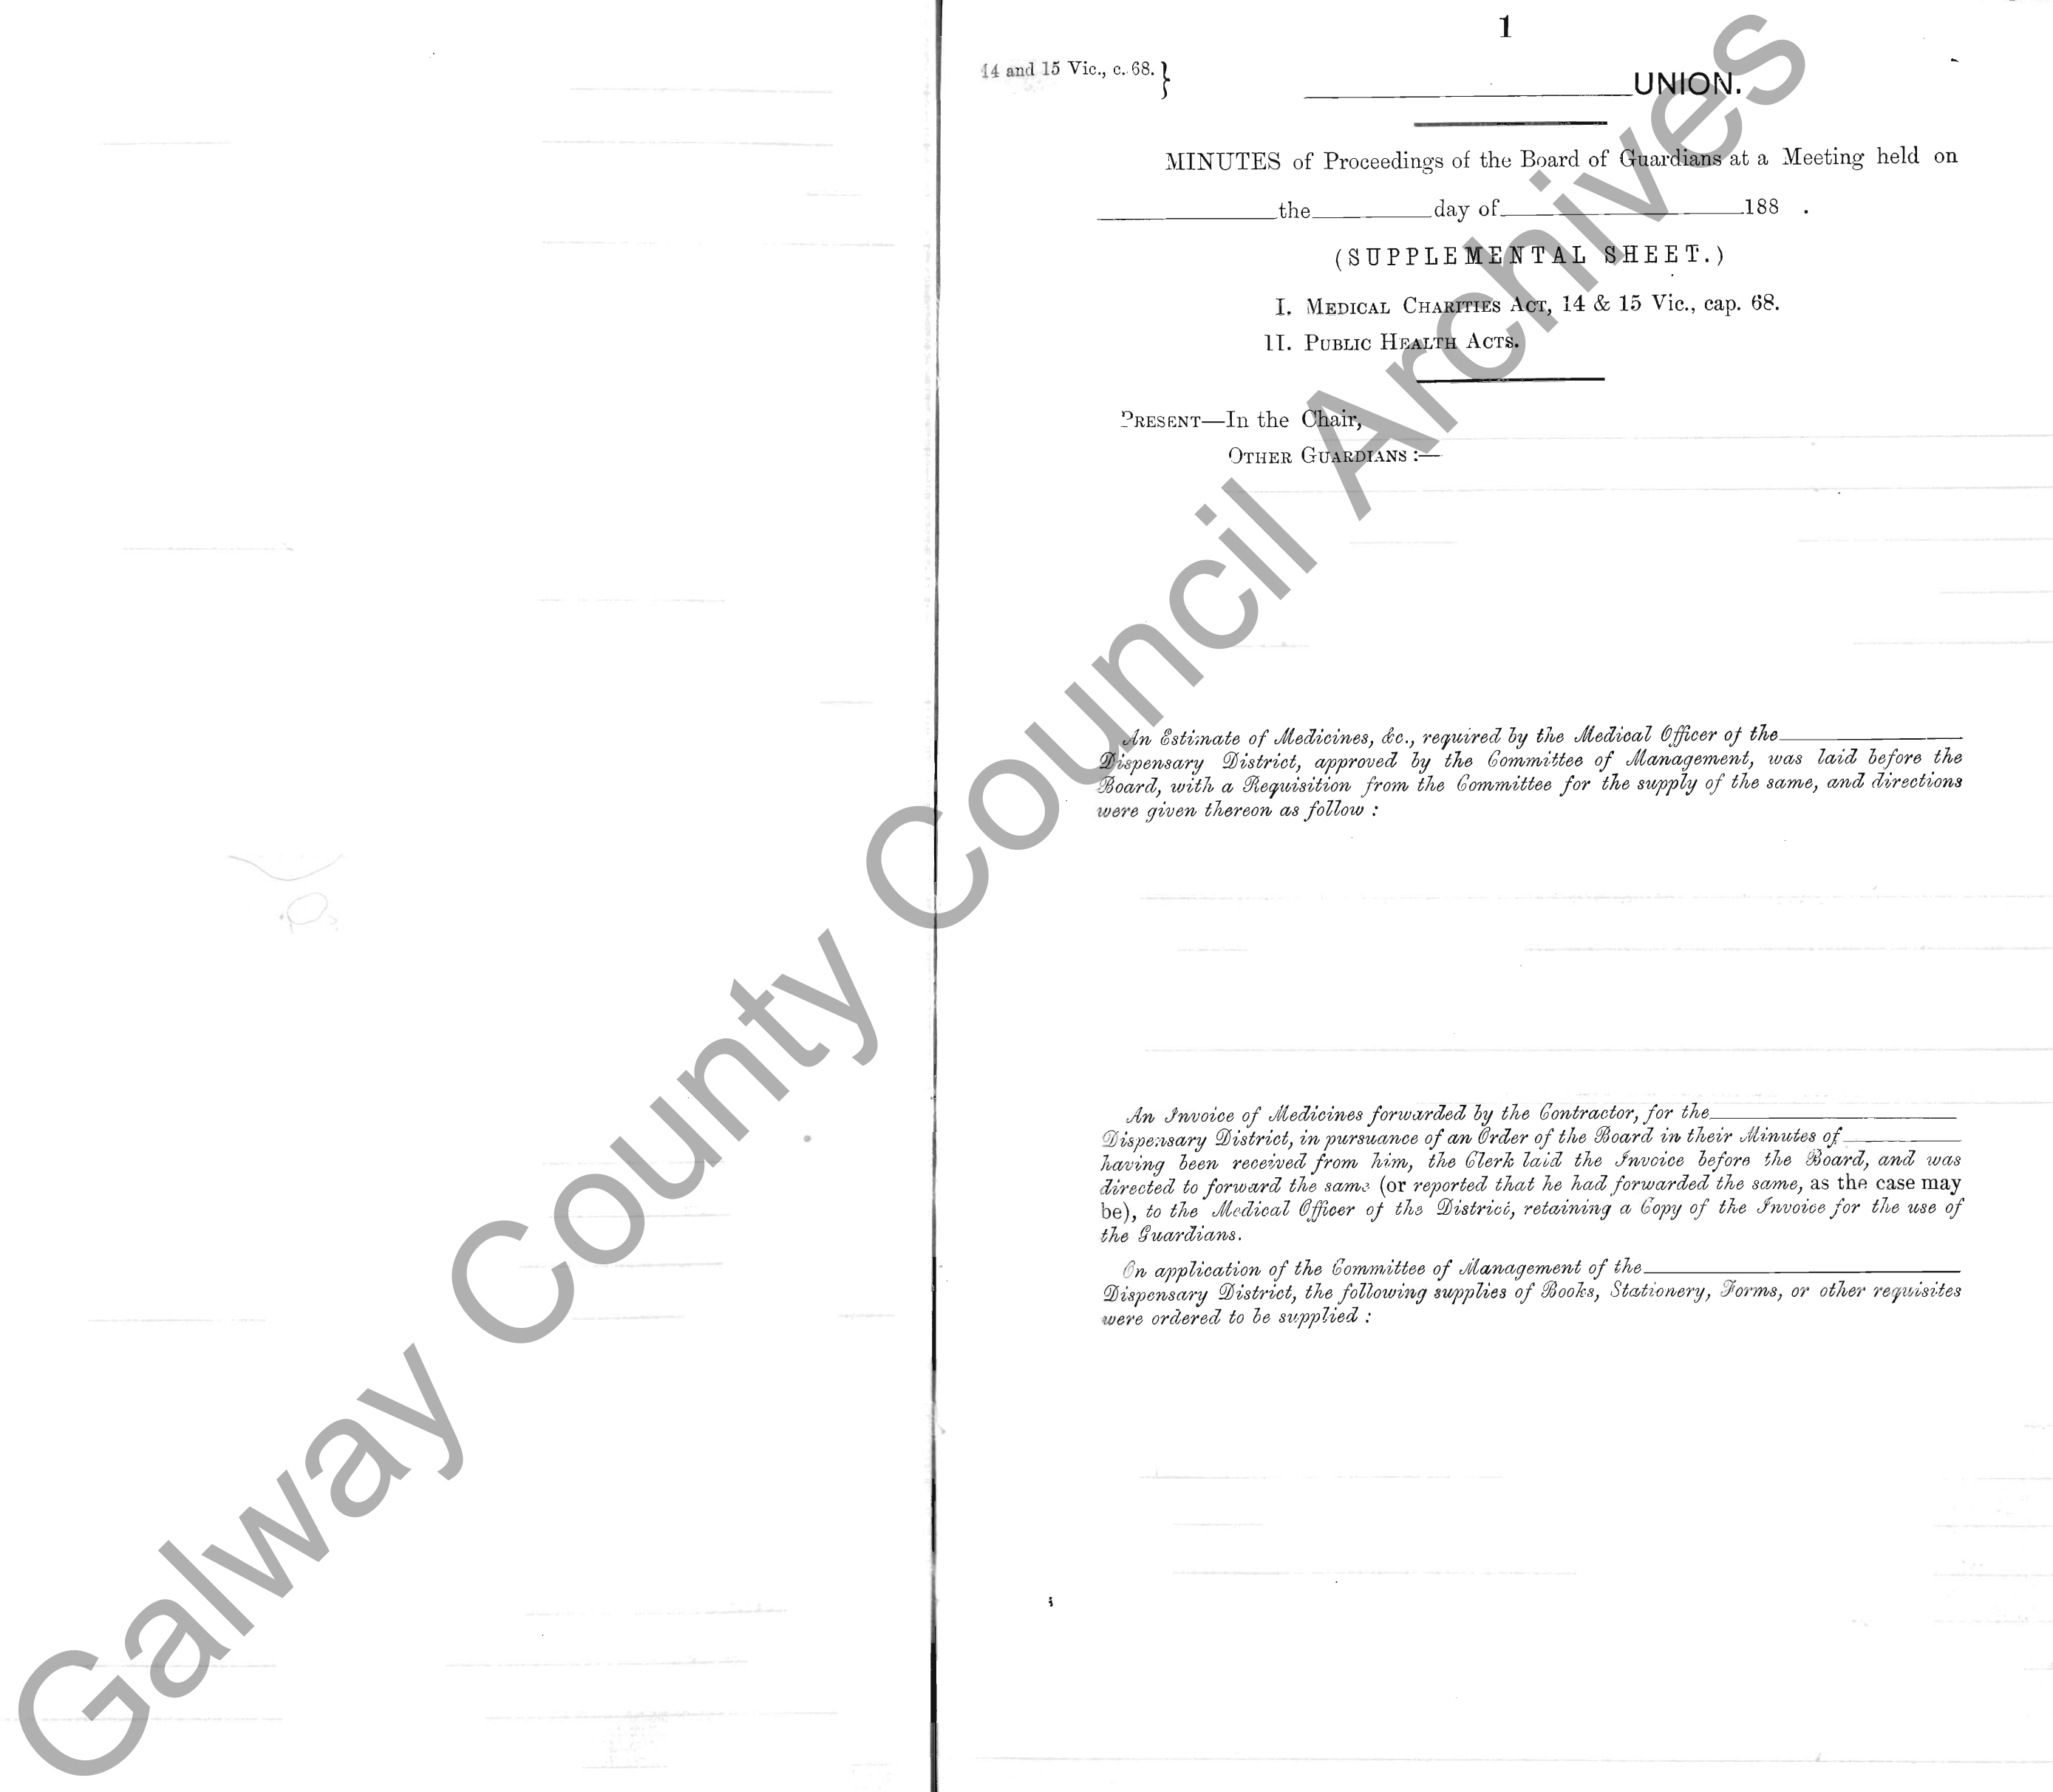 1
14 and 15 Vic., c. 68. }
UNION.
MINUTES of Proceedings of the Board of Guardians at a Meeting held on
the day of 188 .
(SUPPLEMENTAL SHEET.)
I. MEDICAL CHARITIES ACT, 14 & 15 Vic., cap. 68.
II. PUBLIC HEALTH ACTS.
PRESENT—In the Chair,
OTHER GUARDIANS :—
An Estimate of Medicines, &c., required by the Medical Officer of the
Dispensary District, approved by the Committee of Management, was laid before the
Board, with a Requisition from the Committee for the supply of the same, and directions
were given thereon as follow :
An Invoice of Medicines forwarded by the Contractor, for the
Dispensary District, in pursuance of an Order of the Board in their Minutes of
having been received from him, the Clerk laid the Invoice before the Board, and was
directed to forward the same (or reported that he had forwarded the same, as the case may
be), to the Medical Officer of the District, retaining a Copy of the Invoice for the use of
the Guardians.
On application of the Committee of Management of the
Dispensary District, the following supplies of Books, Stationery, Forms, or other requisites
were ordered to be supplied :
Galway County Council Archives